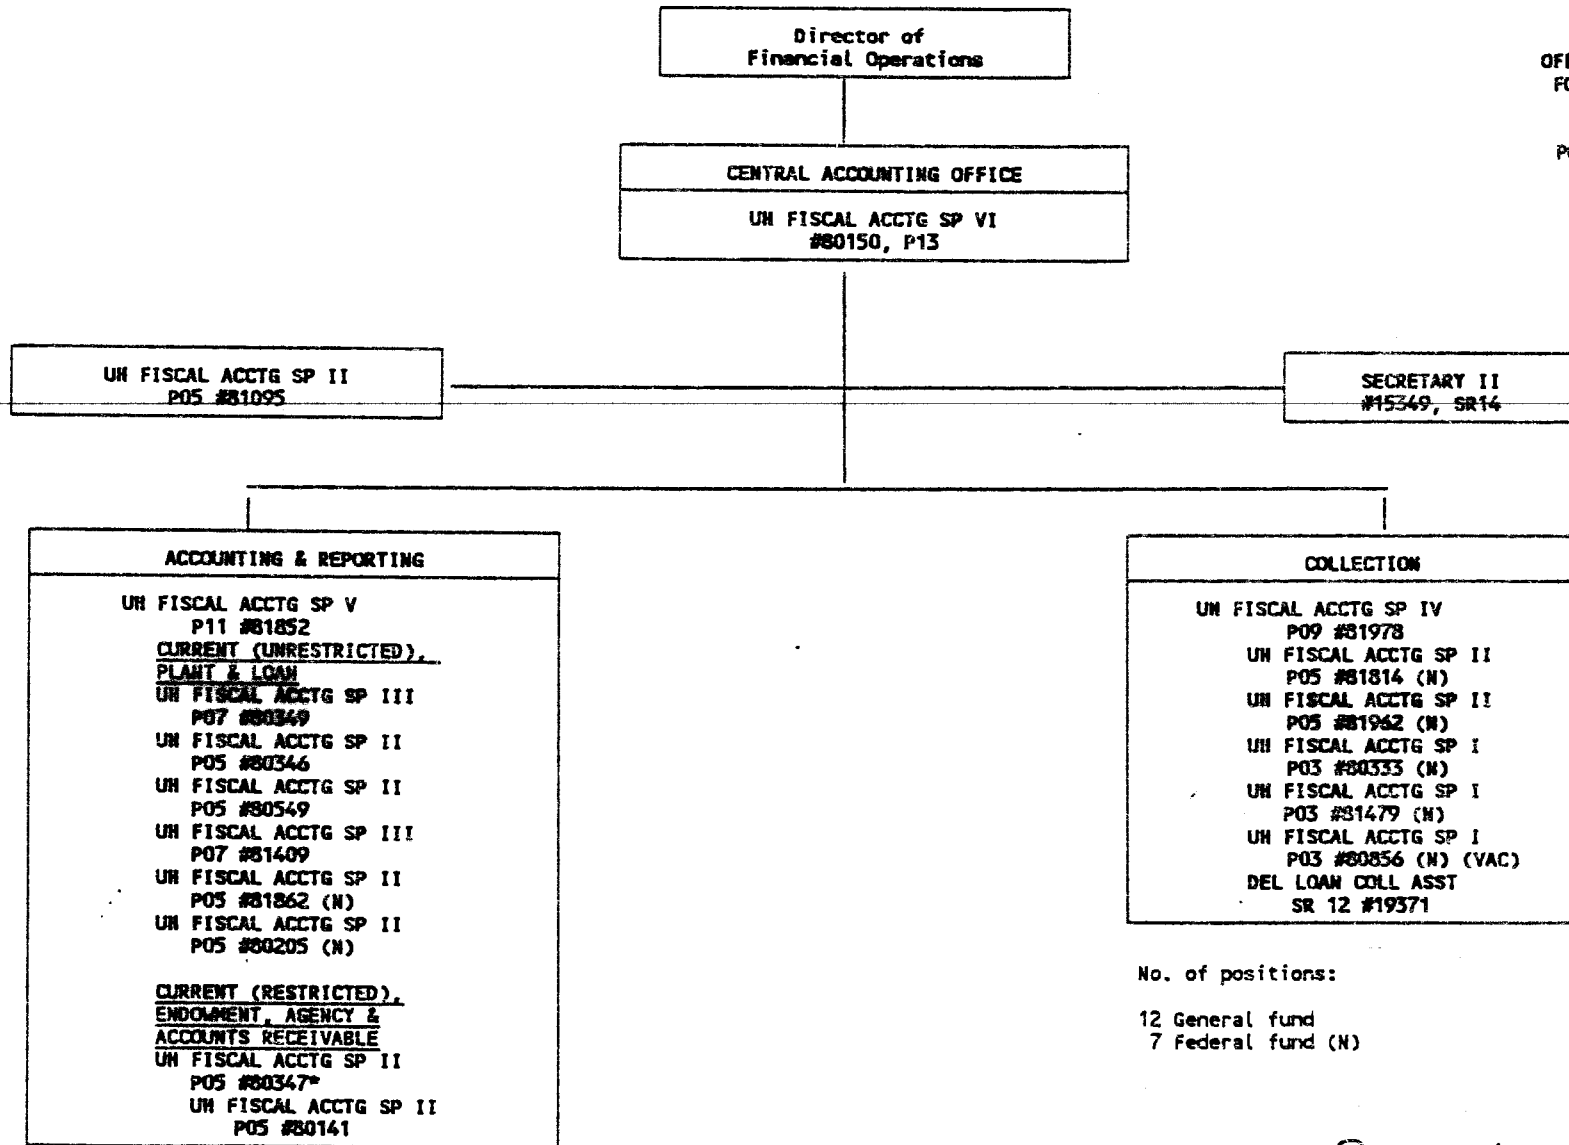 Director of
Financial Operations
CENTRAL ACCOUNTING OFFICE
UH FISCAL ACCTG SP VI
#80150, P13
UH FISCAL ACCTG SP II
P05 #81095
SECRETARY II
#15349, SR14
ACCOUNTING & REPORTING
UH FISCAL ACCTG SP V
P11 #81852
CURRENT (UNRESTRICTED),
PLANT & LOAN
UH FISCAL ACCTG SP III
P07 #80349
UH FISCAL ACCTG SP II
P05 #80346
UH FISCAL ACCTG SP II
P05 #80549
UH FISCAL ACCTG SP III
P07 #81409
UH FISCAL ACCTG SP II
P05 #81862 (N)
UH FISCAL ACCTG SP II
P05 #80205 (N)
CURRENT (RESTRICTED),
ENDOWMENT, AGENCY &
ACCOUNTS RECEIVABLE
UH FISCAL ACCTG SP II
P05 #80347*
UH FISCAL ACCTG SP II
P05 #80141
COLLECTION
UH FISCAL ACCTG SP IV
P09 #81978
UH FISCAL ACCTG SP II
P05 #81814 (N)
UH FISCAL ACCTG SP II
P05 #81962 (N)
UH FISCAL ACCTG SP I
P03 #80333 (N)
UH FISCAL ACCTG SP I
P03 #81479 (N)
UH FISCAL ACCTG SP I
P03 #80856 (N) (VAC)
DEL LOAN COLL ASST
SR 12 #19371
No. of positions:
12 General fund
7 Federal fund (N)